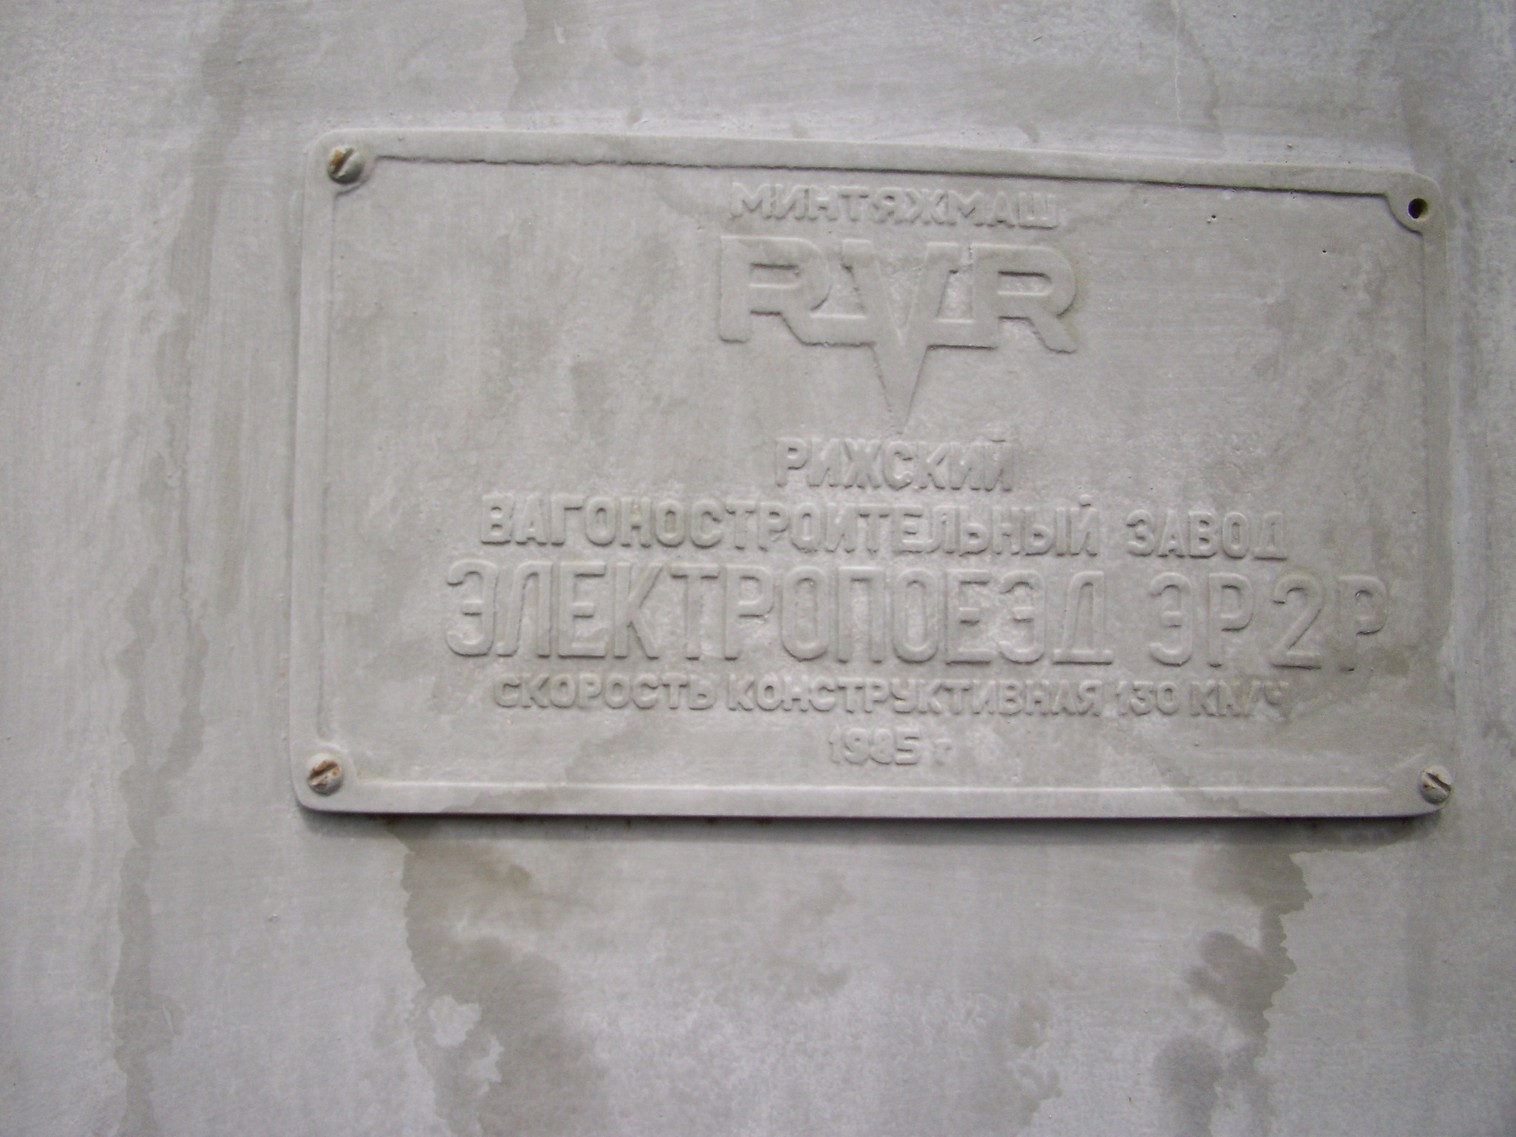 МИНТЯЖМАШ
RVR
РИЖСКИЙ
ВАГОНОСТРОИТЕЛЬНЫЙ ЗАВОД
ЭЛЕКТРОПОЕЗД ЭР2Р
СКОРОСТЬ КОНСТРУКТИВНАЯ 130 КМ/Ч
1985 г